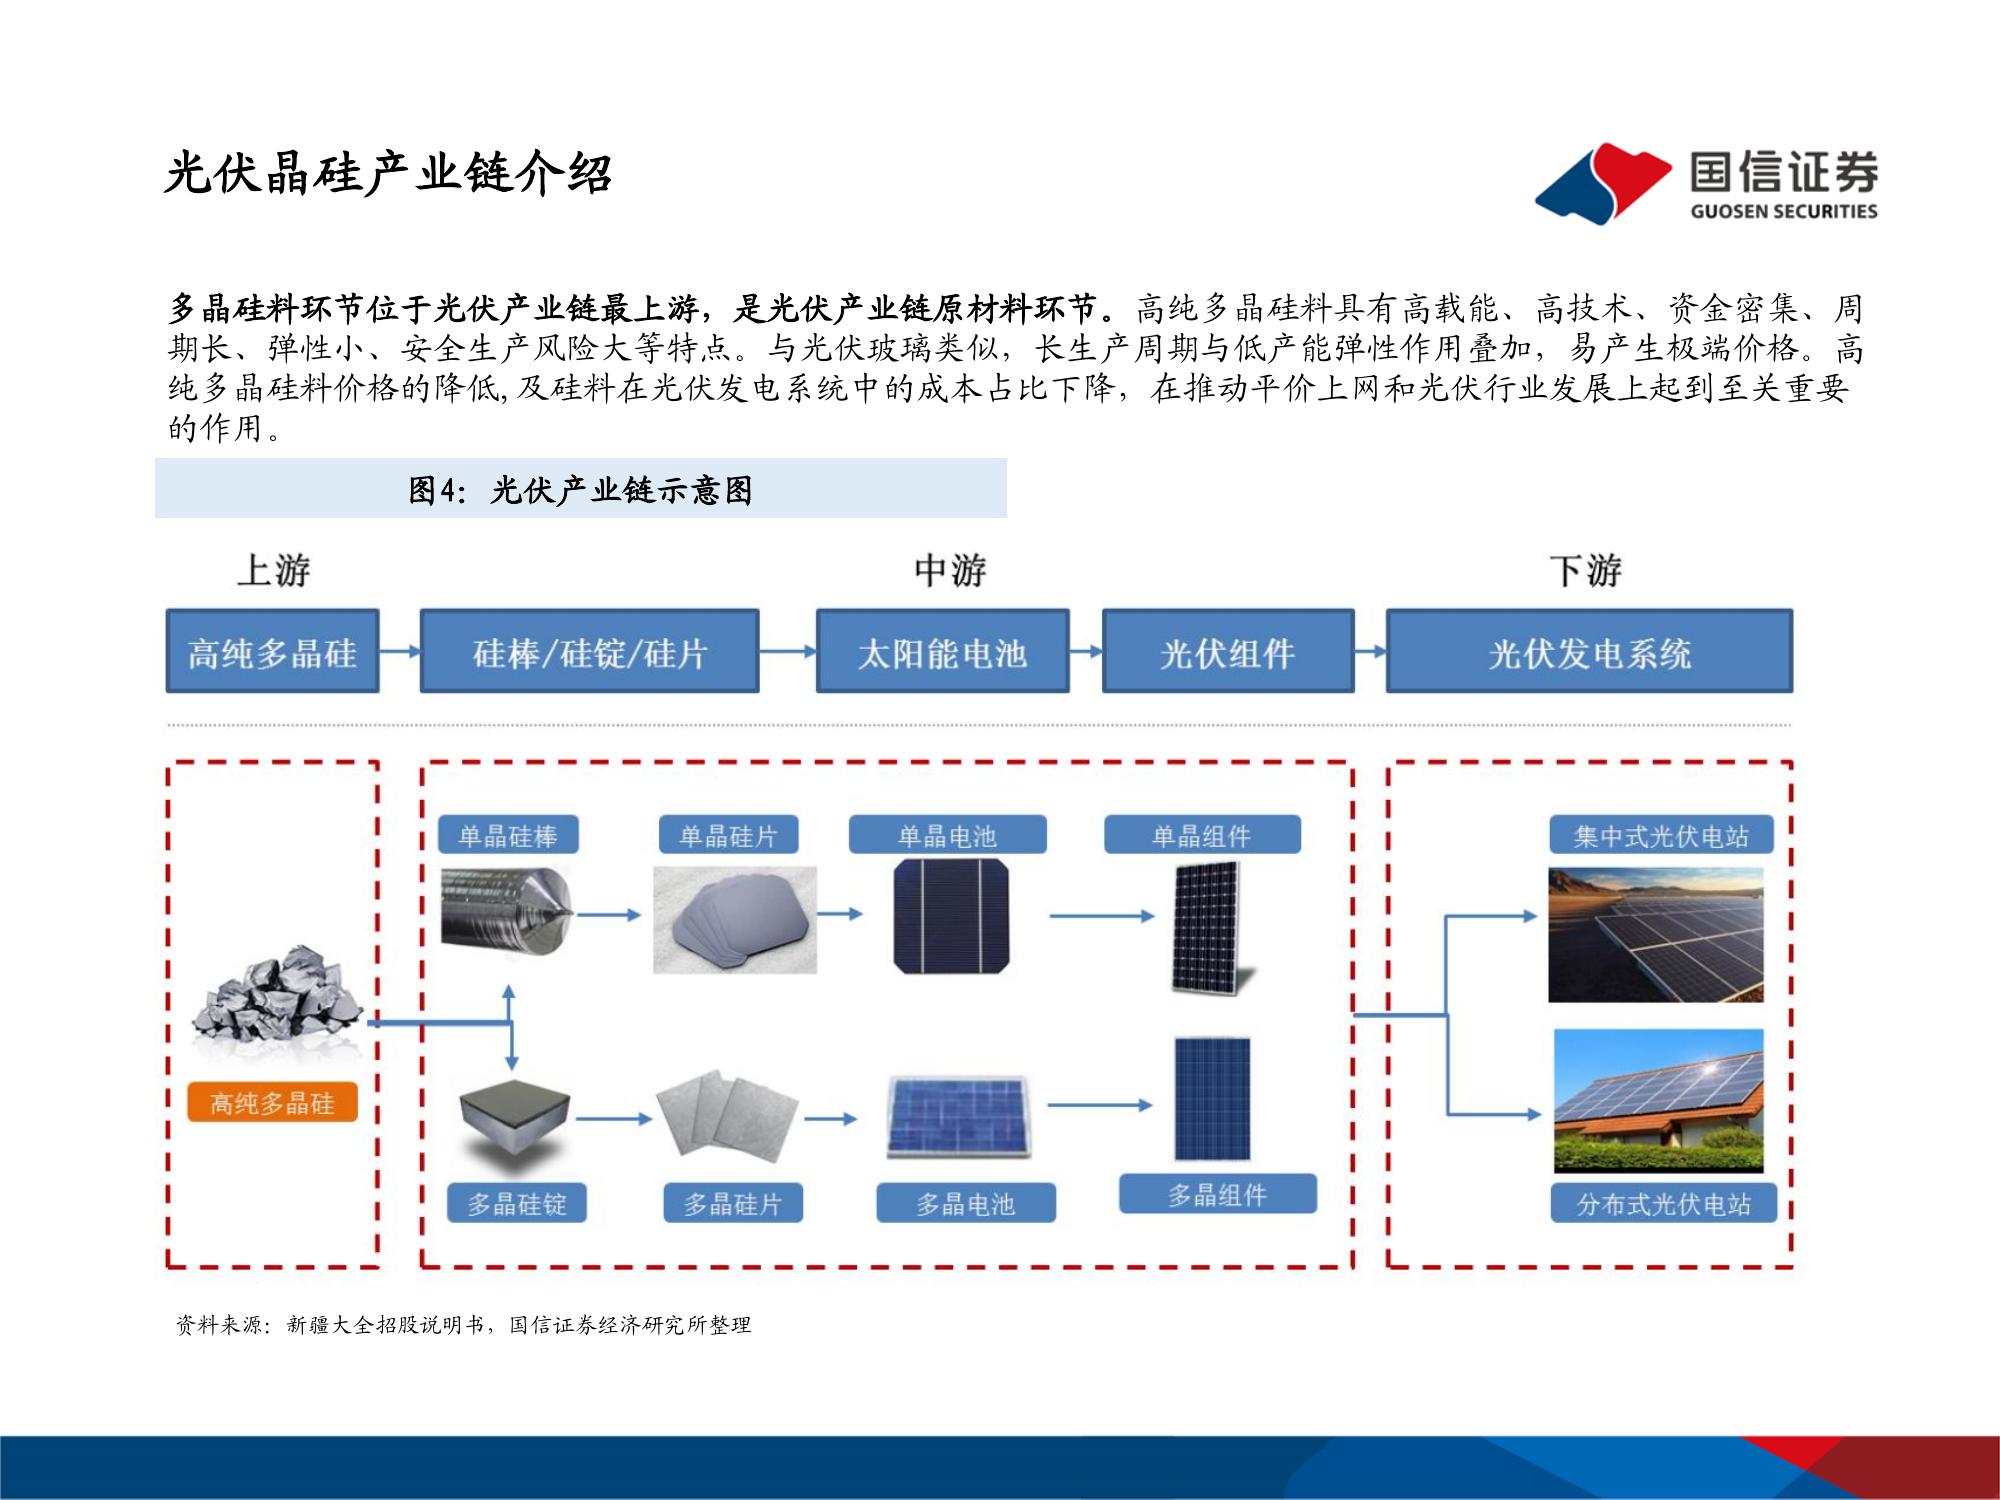 光伏晶硅产业链介绍
国信证券
GUOSEN SECURITIES
多晶硅料环节位于光伏产业链最上游，是光伏产业链原材料环节。高纯多晶硅料具有高载能、高技术、资金密集、周
期长、弹性小、安全生产风险大等特点。与光伏玻璃类似，长生产周期与低产能弹性作用叠加，易产生极端价格。高
纯多晶硅料价格的降低,及硅料在光伏发电系统中的成本占比下降，在推动平价上网和光伏行业发展上起到至关重要
的作用。
图4：光伏产业链示意图
上游 中游 下游
高纯多晶硅 硅棒/硅锭/硅片 太阳能电池 光伏组件 光伏发电系统
单晶硅棒 单晶硅片 单晶电池 单晶组件 集中式光伏电站
高纯多晶硅
多晶硅锭 多晶硅片 多晶电池 多晶组件 分布式光伏电站
资料来源：新疆大全招股说明书，国信证券经济研究所整理